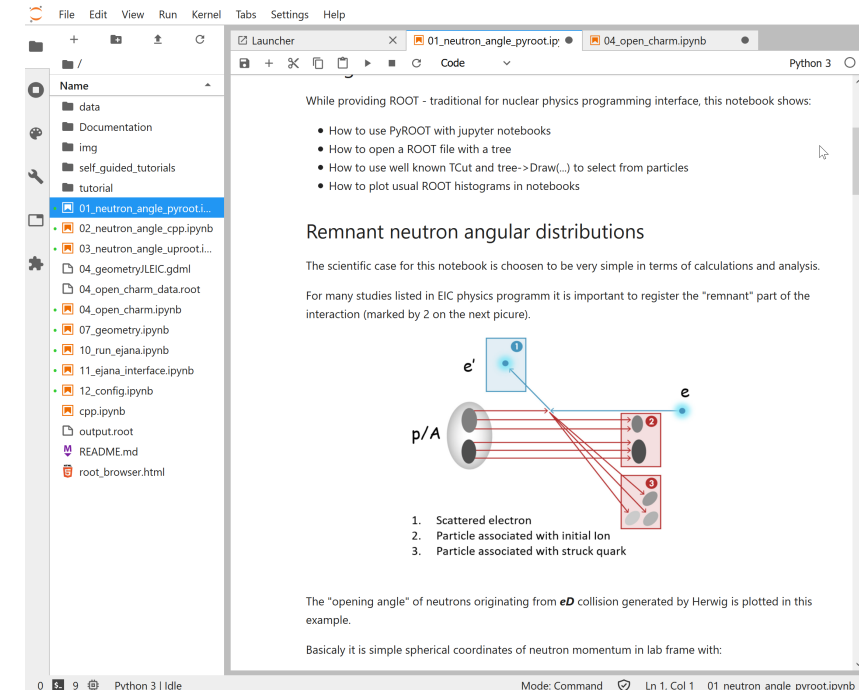 File Edit View Run Kernel Tabs Settings Help
Launcher
01_neutron_angle_pyroot.ip
04_open_charm.ipynb
Code
Python 3
/
Name
data
Documentation
img
self_guided_tutorials
tutorial
01_neutron_angle_pyroot.i...
02_neutron_angle_cpp.ipynb
03_neutron_angle_uproot.i...
04_geometryJLEIC.gdml
04_open_charm_data.root
04_open_charm.ipynb
07_geometry.ipynb
10_run_ejana.ipynb
11_ejana_interface.ipynb
12_config.ipynb
cpp.ipynb
output.root
README.md
root_browser.html
While providing ROOT - traditional for nuclear physics programming interface, this notebook shows:
How to use PyROOT with jupyter notebooks
How to open a ROOT file with a tree
How to use well known TCut and tree->Draw(...) to select from particles
How to plot usual ROOT histograms in notebooks
Remnant neutron angular distributions
The scientific case for this notebook is choosen to be very simple in terms of calculations and analysis.
For many studies listed in EIC physics programm it is important to register the "remnant" part of the
interaction (marked by 2 on the next picure).
1
e'
e
p/A
2
3
1. Scattered electron
2. Particle associated with initial Ion
3. Particle associated with struck quark
The "opening angle" of neutrons originating from eD collision generated by Herwig is plotted in this
example.
Basicaly it is simple spherical coordinates of neutron momentum in lab frame with:
0 $_ 9 Python 3 | Idle
Mode: Command Ln 1, Col 1 01_neutron_angle_pyroot.ipynb